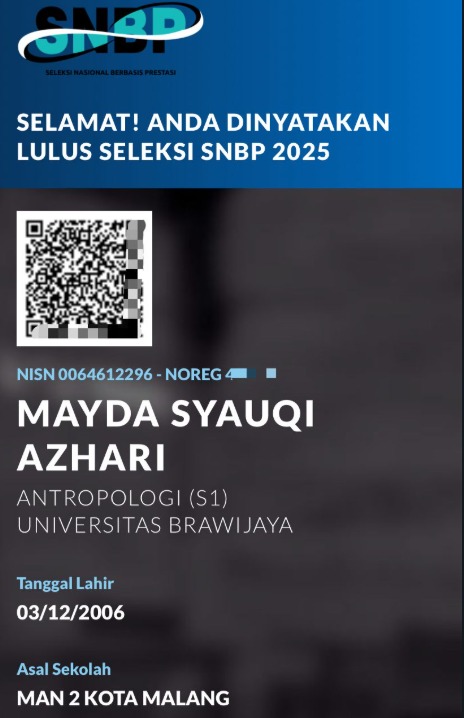 SNBP
SELEKSI NASIONAL BERBASIS PRESTASI
SELAMAT! ANDA DINYATAKAN
LULUS SELEKSI SNBP 2025
NISN 0064612296 - NOREG 4
MAYDA SYAUQI
AZHARI
ANTROPOLOGI (S1)
UNIVERSITAS BRAWIJAYA
Tanggal Lahir
03/12/2006
Asal Sekolah
MAN 2 KOTA MALANG